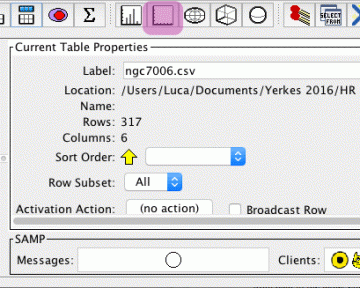 Σ
SELECT
FROM
Current Table Properties
Label: ngc7006.csv
Location: /Users/Luca/Documents/Yerkes 2016/HR
Name:
Rows: 317
Columns: 6
Sort Order:
Row Subset: All
Activation Action: (no action) Broadcast Row
SAMP
Messages: Clients: